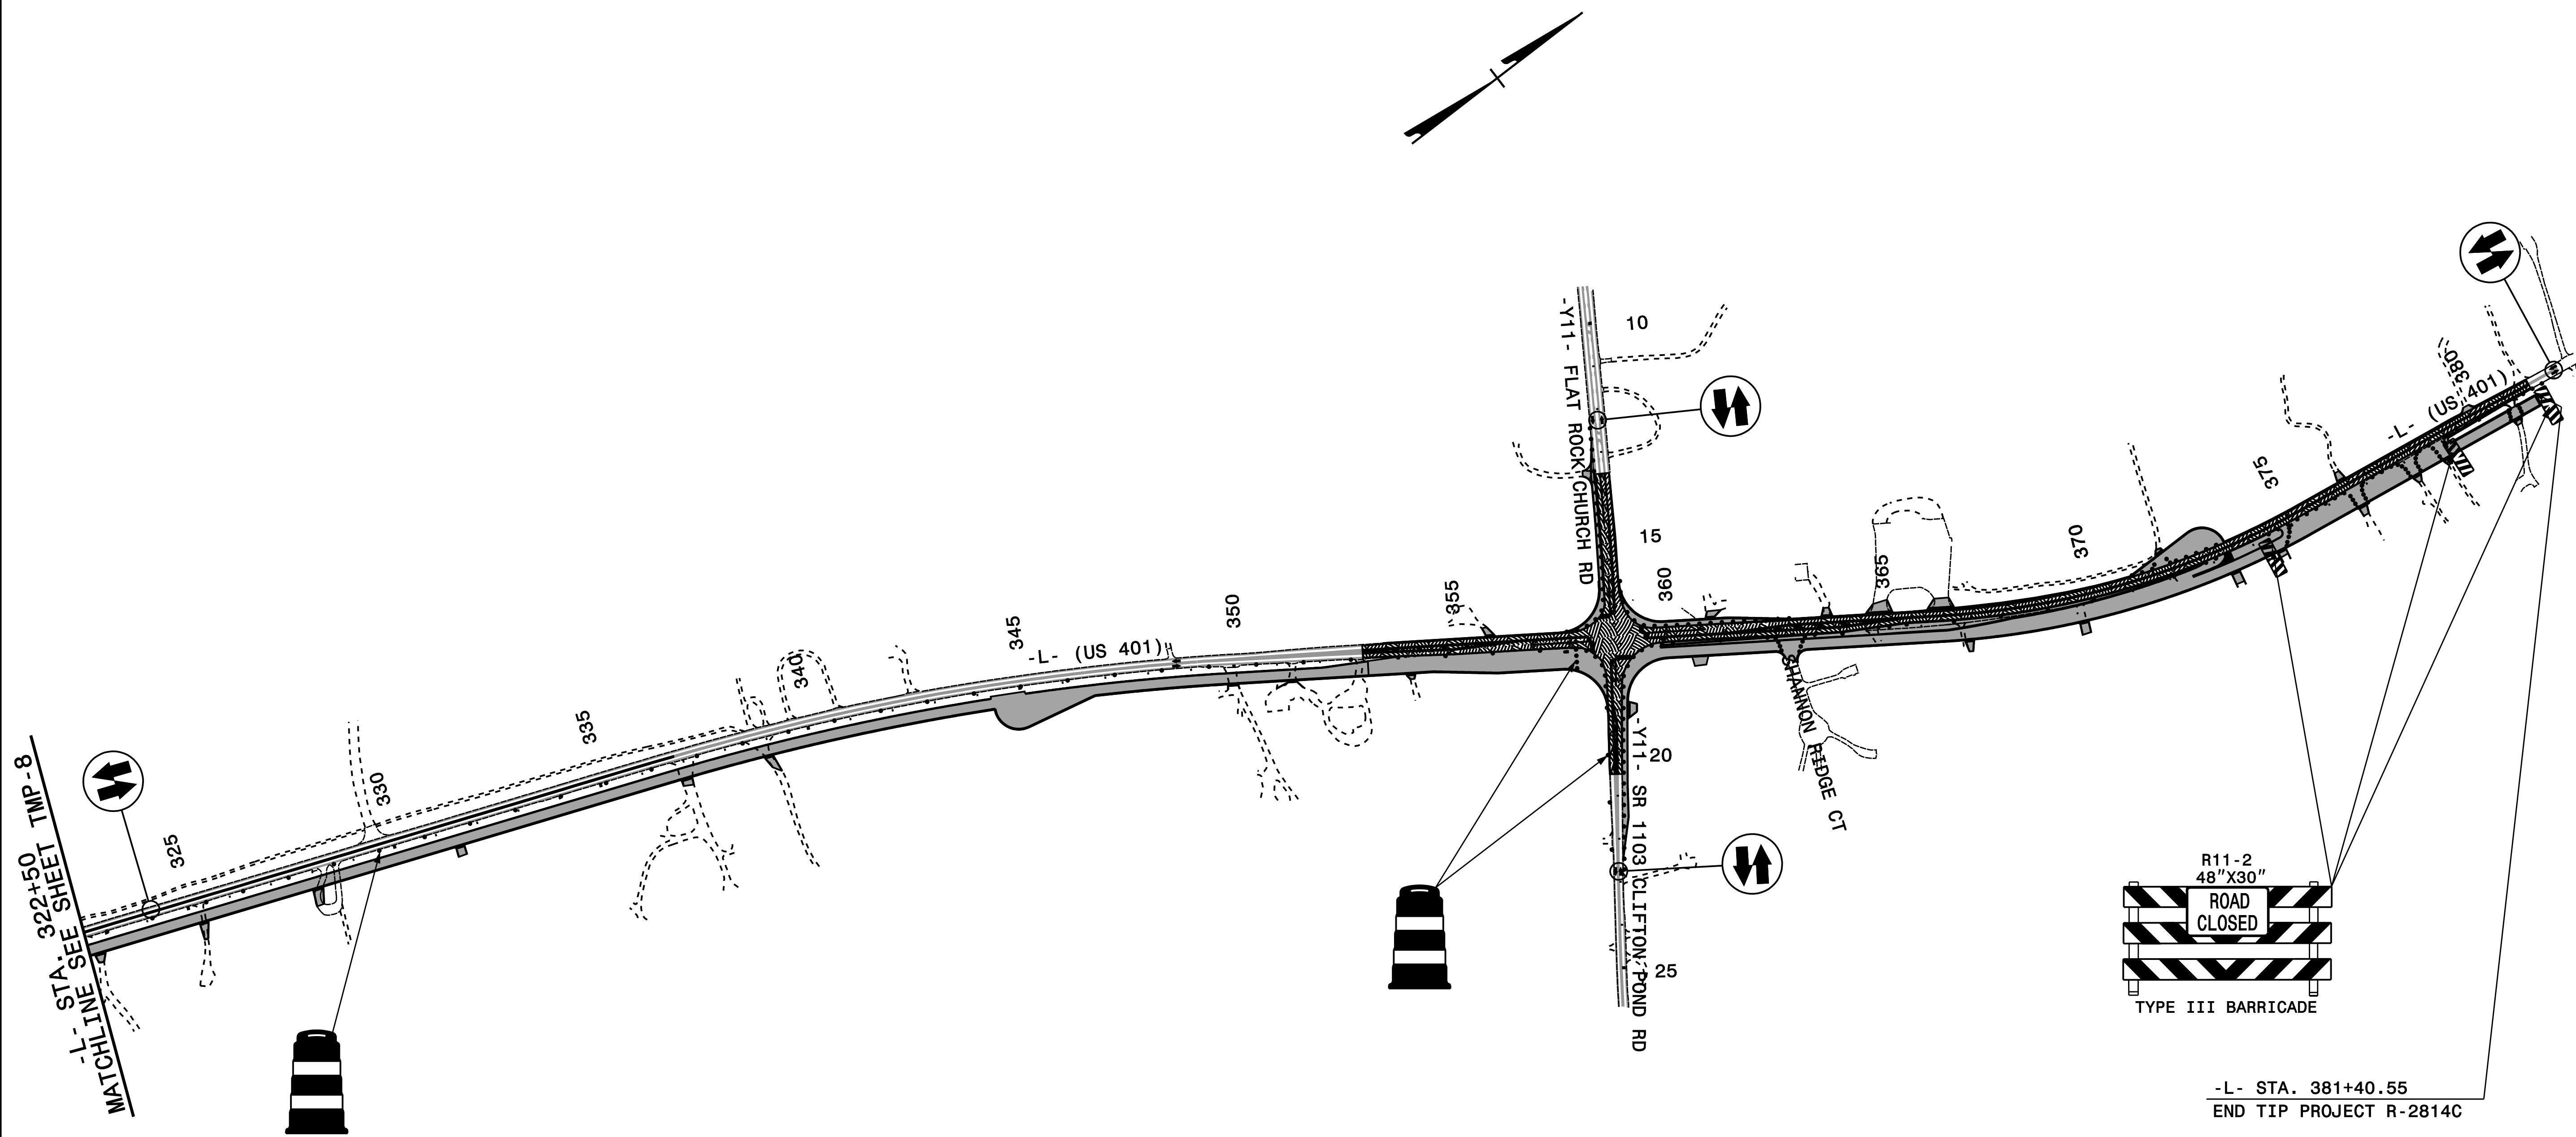 -L- STA. 322+50
MATCHLINE SEE SHEET TMP-8
325
330
335
340
345
-L- (US 401)
350
355
-Y11- FLAT ROCK CHURCH RD
10
15
360
365
370
375
380
-L- (US 401)
SHANNON RIDGE CT
-Y11- SR 1103 CLIFTON POND RD
20
25
R11-2
48"X30"
ROAD
CLOSED
TYPE III BARRICADE
-L- STA. 381+40.55
END TIP PROJECT R-2814C